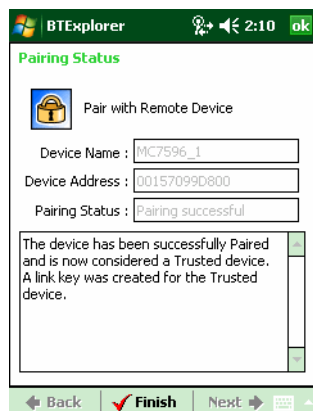 BTExplorer 2:10 ok
Pairing Status
Pair with Remote Device
Device Name : MC7596_1
Device Address : 00157099D800
Pairing Status : Pairing successful
The device has been successfully Paired
and is now considered a Trusted device.
A link key was created for the Trusted
device.
Back Finish Next